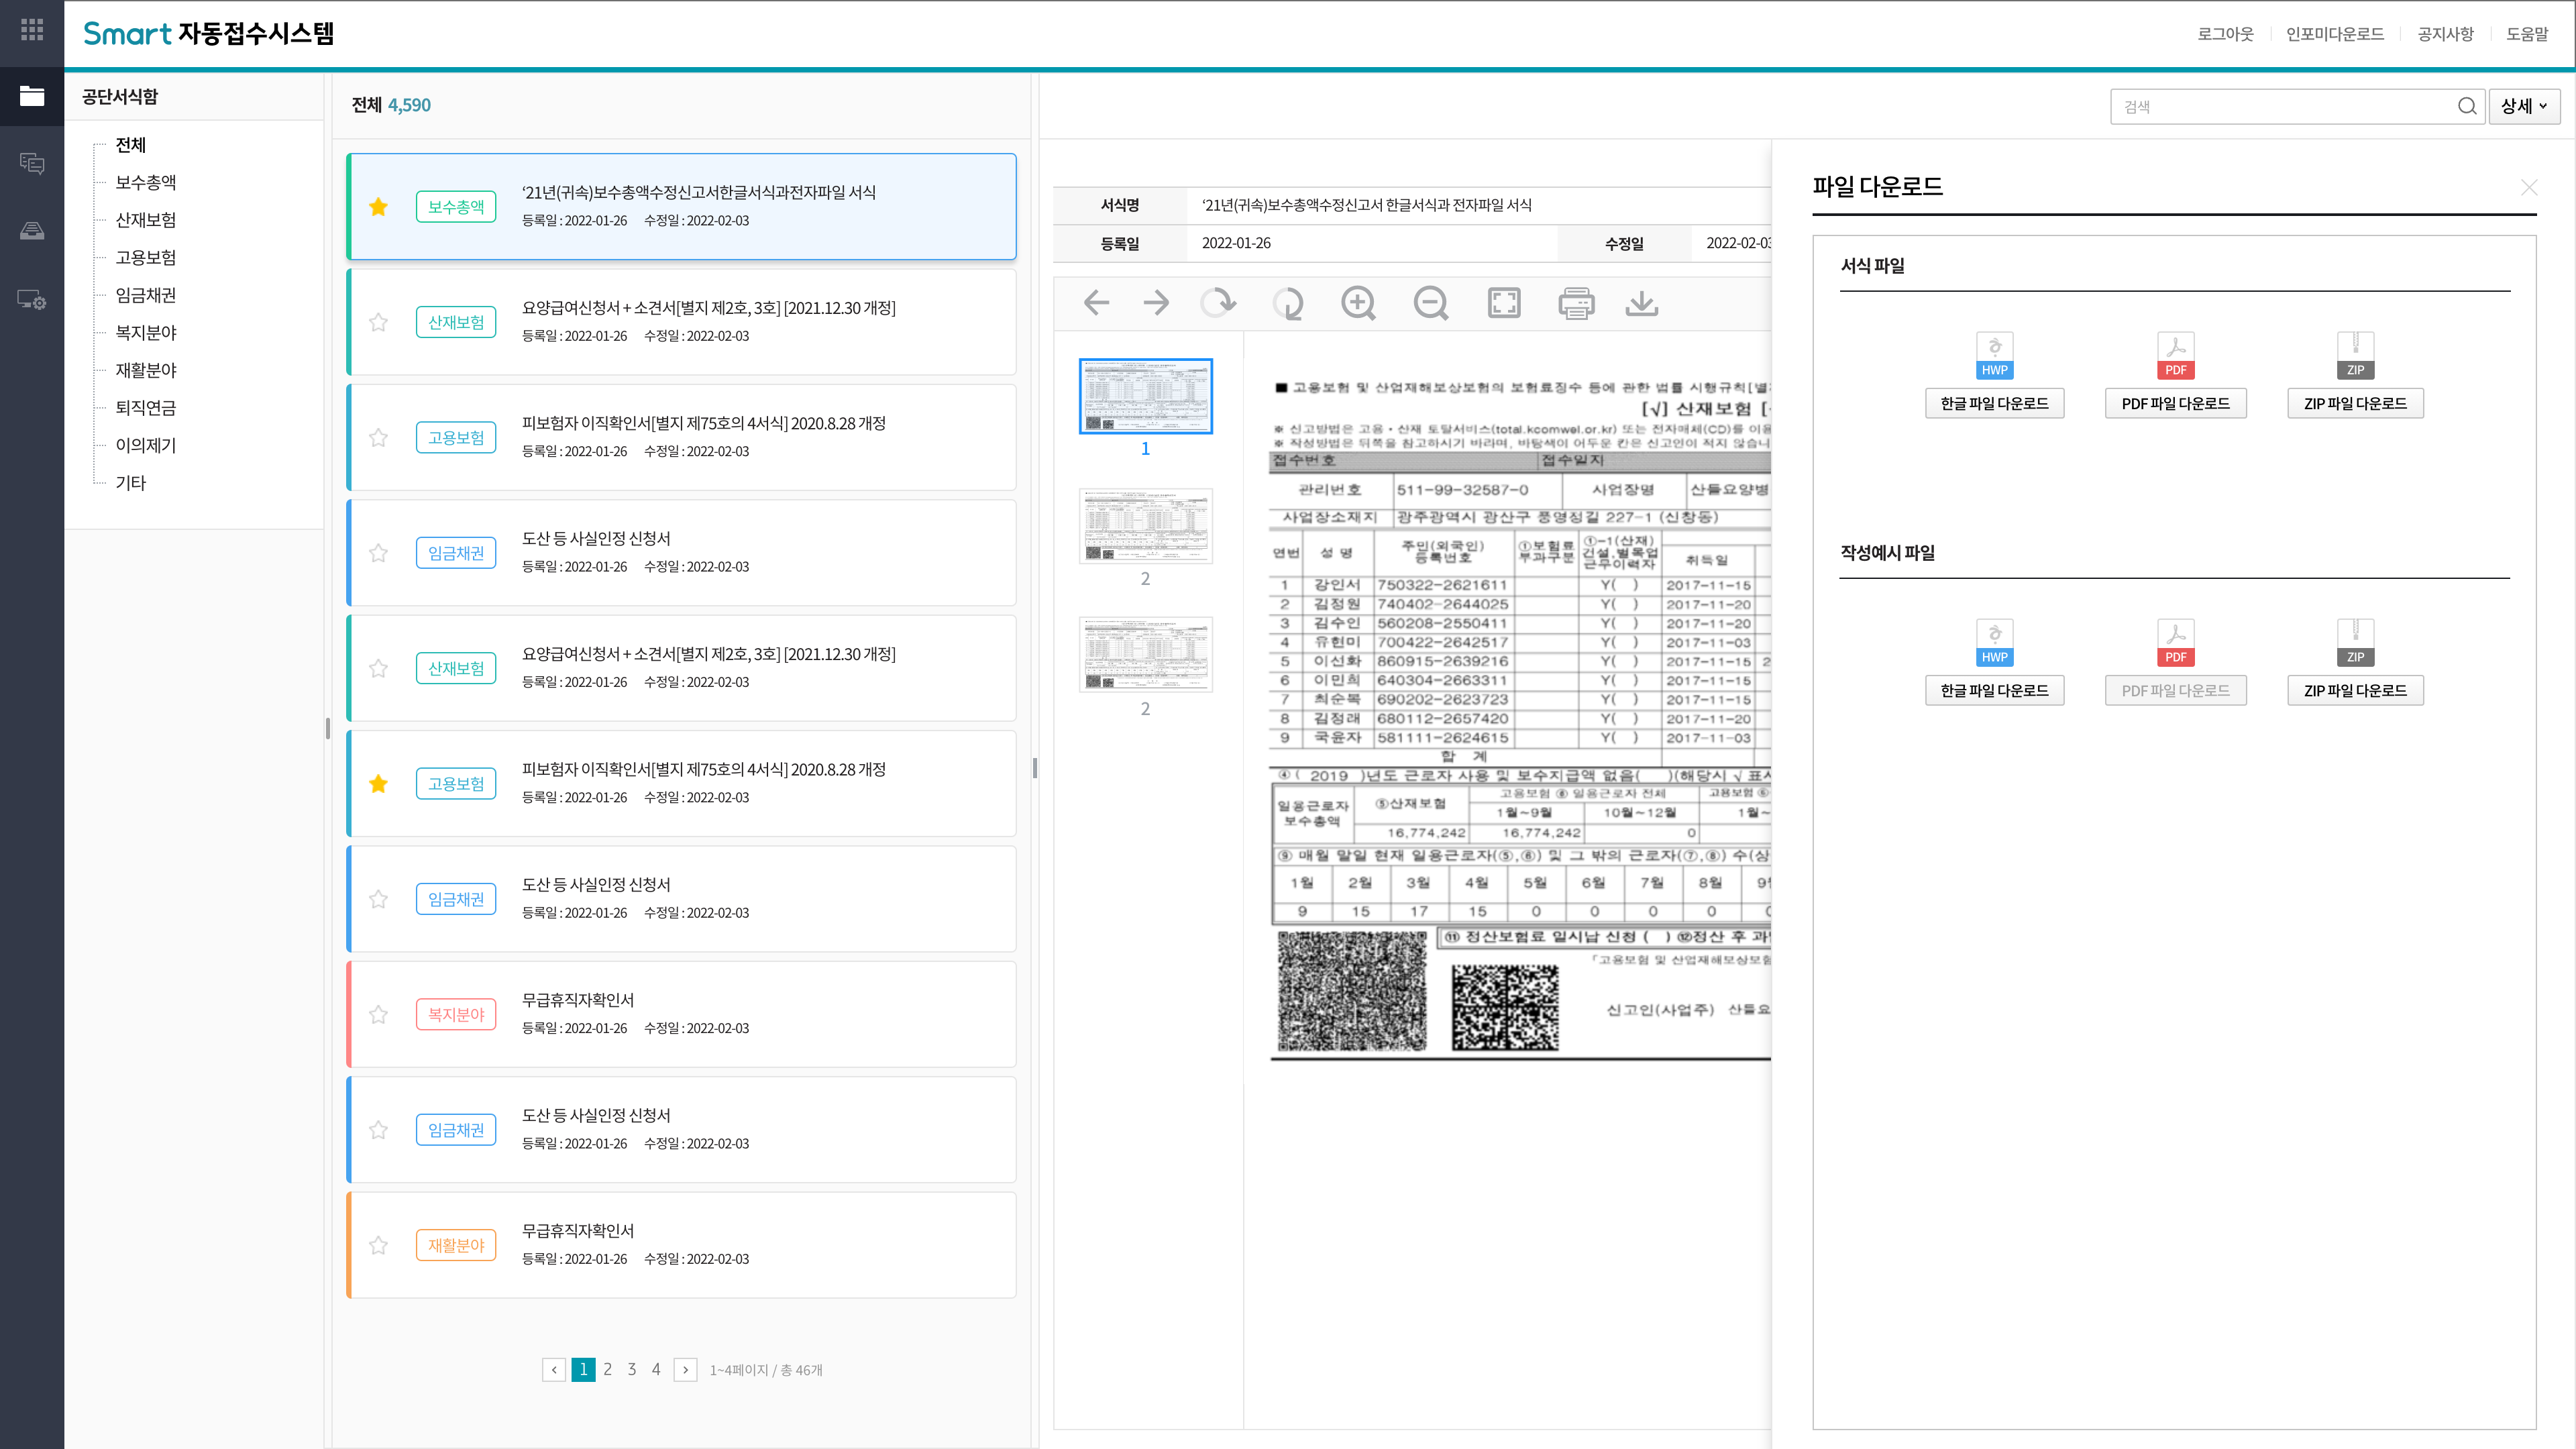 Smart 자동접수시스템
로그아웃 인포미다운로드 공지사항 도움말
공단서식함
전체
보수총액
산재보험
고용보험
임금채권
복지분야
재활분야
퇴직연금
이의제기
기타
전체 4,590
보수총액
‘21년(귀속)보수총액수정신고서한글서식과전자파일 서식
등록일 : 2022-01-26 수정일 : 2022-02-03
산재보험
요양급여신청서 + 소견서[별지 제2호, 3호] [2021.12.30 개정]
등록일 : 2022-01-26 수정일 : 2022-02-03
고용보험
피보험자 이직확인서[별지 제75호의 4서식] 2020.8.28 개정
등록일 : 2022-01-26 수정일 : 2022-02-03
임금채권
도산 등 사실인정 신청서
등록일 : 2022-01-26 수정일 : 2022-02-03
산재보험
요양급여신청서 + 소견서[별지 제2호, 3호] [2021.12.30 개정]
등록일 : 2022-01-26 수정일 : 2022-02-03
고용보험
피보험자 이직확인서[별지 제75호의 4서식] 2020.8.28 개정
등록일 : 2022-01-26 수정일 : 2022-02-03
임금채권
도산 등 사실인정 신청서
등록일 : 2022-01-26 수정일 : 2022-02-03
복지분야
무급휴직자확인서
등록일 : 2022-01-26 수정일 : 2022-02-03
임금채권
도산 등 사실인정 신청서
등록일 : 2022-01-26 수정일 : 2022-02-03
재활분야
무급휴직자확인서
등록일 : 2022-01-26 수정일 : 2022-02-03
1 2 3 4 1~4페이지 / 총 46개
검색 상세
서식명 ‘21년(귀속)보수총액수정신고서 한글서식과 전자파일 서식
등록일 2022-01-26 수정일 2022-02-03
1
2
2
■ 고용보험 및 산업재해보상보험의 보험료징수 등에 관한 법률 시행규칙[별
[√] 산재보험 [
※ 신고방법은 고용・산재 토탈서비스(total.kcomwel.or.kr) 또는 전자매체(CD)를 이용
※ 작성방법은 뒤쪽을 참고하시기 바라며, 바탕색이 어두운 칸은 신고인이 적지 않습니
접수번호 접수일자
관리번호 511-99-32587-0 사업장명 산들요양병
사업장소재지 광주광역시 광산구 풍영정길 227-1 (신창동)
연번 성 명 주민(외국인) 등록번호 ①보험료 부과구분 ①-1(산재) 건설.벌목업 근무이력자 취득일
1 강인서 750322-2621611 Y( ) 2017-11-15
2 김정원 740402-2644025 Y( ) 2017-11-20
3 김수인 560208-2550411 Y( ) 2017-11-20
4 유현미 700422-2642517 Y( ) 2017-11-03
5 이선화 860915-2639216 Y( ) 2017-11-15 2
6 이민희 640304-2663311 Y( ) 2017-11-15
7 최순복 690202-2623723 Y( ) 2017-11-15
8 김정래 680112-2657420 Y( ) 2017-11-20
9 국윤자 581111-2624615 Y( ) 2017-11-03
합 계
④( 2019 )년도 근로자 사용 및 보수지급액 없음( )(해당시 √ 표시
일용근로자 보수총액 ⑤산재보험 고용보험 ⑥ 일용근로자 전체 고용보험 ⑥
1월~9월 10월~12월 1월~
16,774,242 16,774,242 0
⑨ 매월 말일 현재 일용근로자(⑤,⑥) 및 그 밖의 근로자(⑦,⑧) 수(상
1월 2월 3월 4월 5월 6월 7월 8월 9
9 15 17 15 0 0 0 0
⑪ 정산보험료 일시납 신청 ( ) ⑫정산 후 과
「고용보험 및 산업재해보상보험
신고인(사업주) 산들요
파일 다운로드
서식 파일
HWP PDF ZIP
한글 파일 다운로드 PDF 파일 다운로드 ZIP 파일 다운로드
작성예시 파일
HWP PDF ZIP
한글 파일 다운로드 PDF 파일 다운로드 ZIP 파일 다운로드